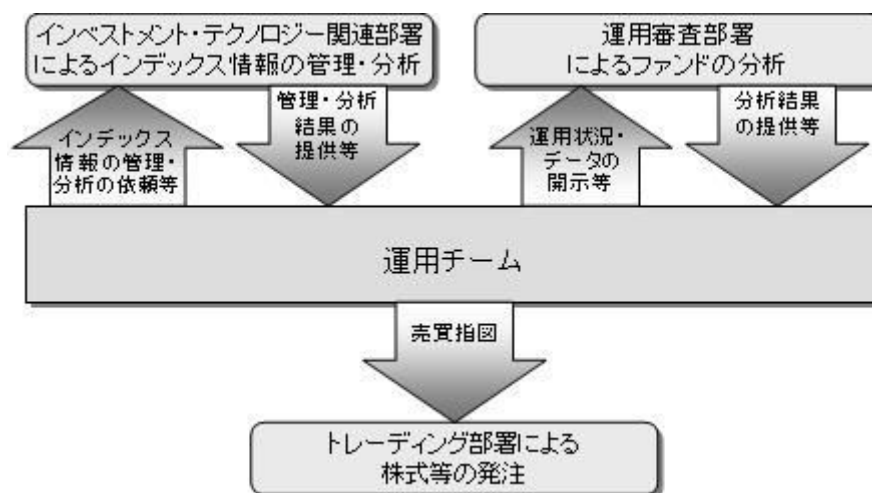 インベストメント・テクノロジー関連部署
によるインデックス情報の管理・分析
運用審査部署
によるファンドの分析
インデックス
情報の管理・
分析の依頼等
管理・分析
結果の
提供等
運用状況・
データの
開示等
分析結果
の提供等
運用チーム
売買指図
トレーディング部署による
株式等の発注